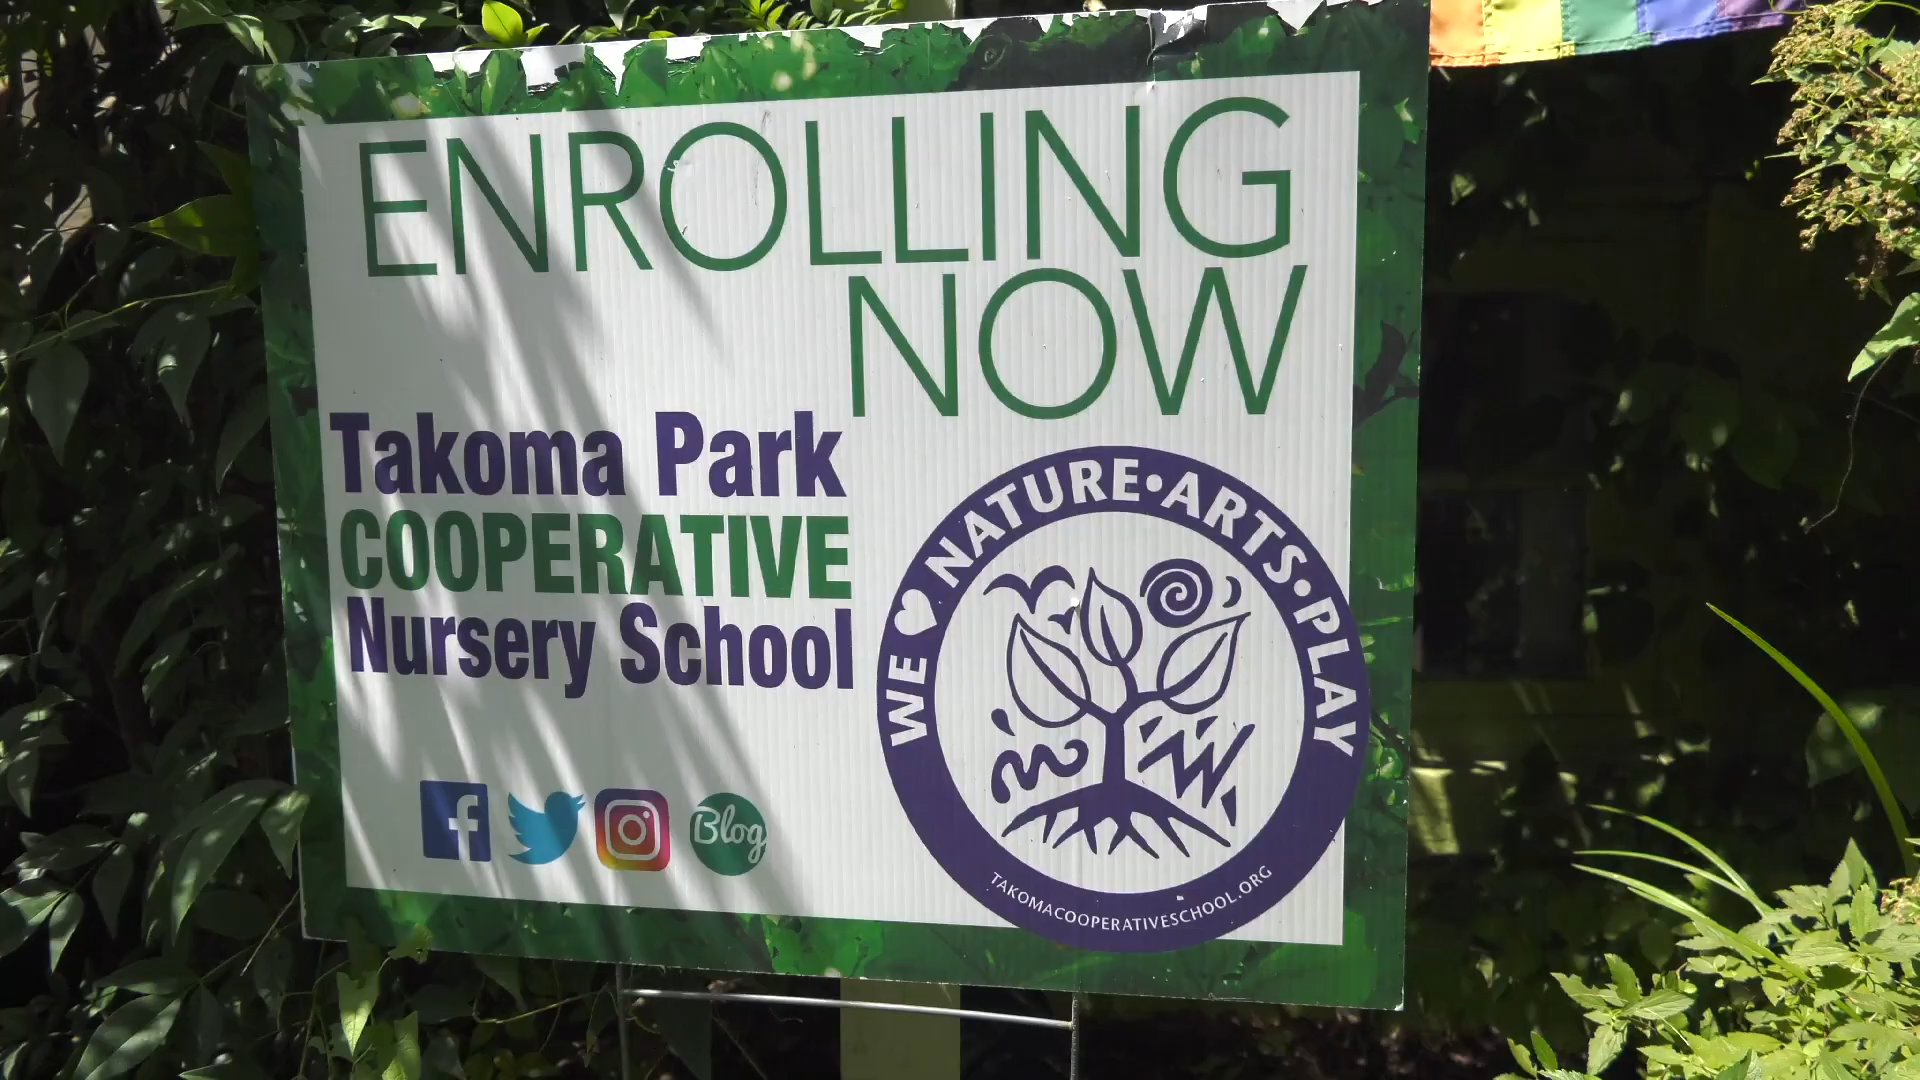 ENROLLING
NOW
Takoma Park
COOPERATIVE
Nursery School
WE ♥ NATURE•ARTS•PLAY
Blog
TAKOMACOOPERATIVESCHOOL.ORG